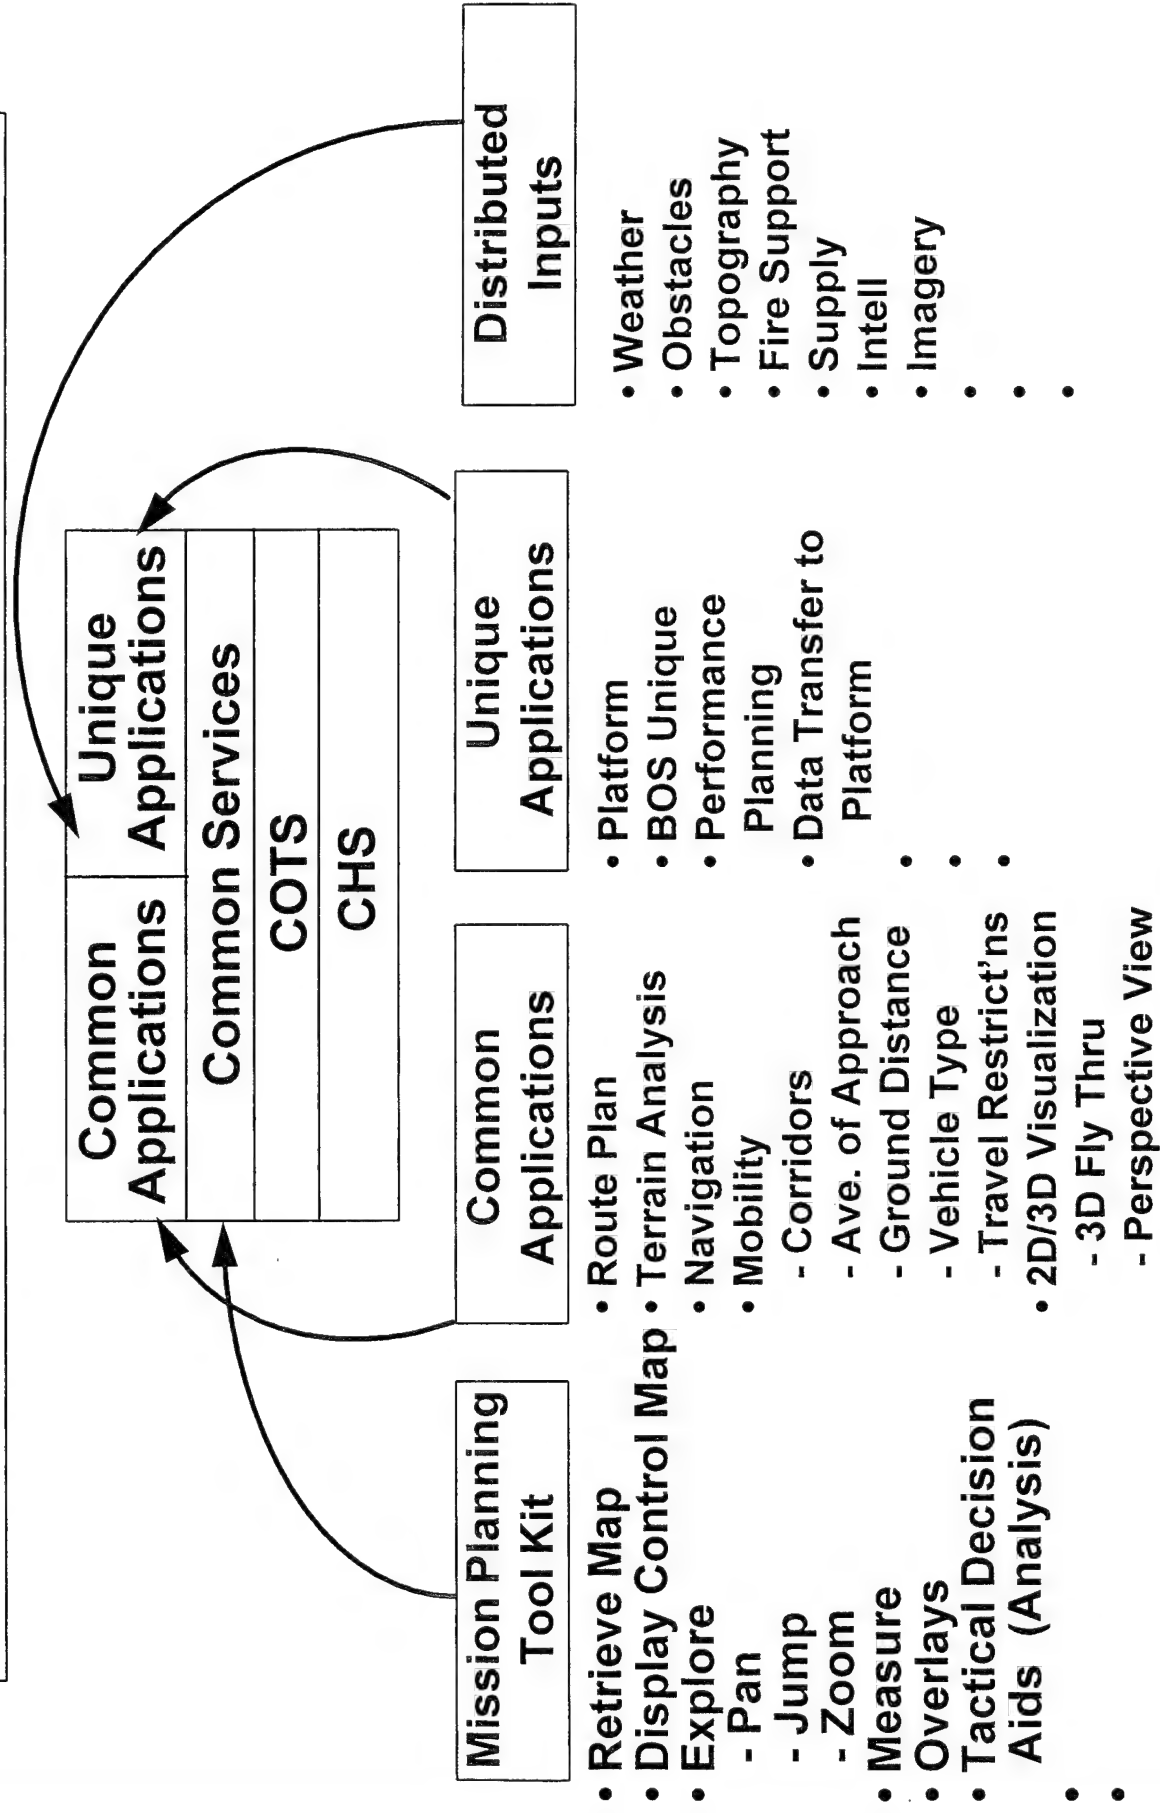 Common
Applications
Unique
Applications
Common Services
COTS
CHS
Mission Planning
Tool Kit
• Retrieve Map
• Display Control Map
• Explore
- Pan
- Jump
- Zoom
• Measure
• Overlays
• Tactical Decision
Aids (Analysis)
•
•
Common
Applications
• Route Plan
• Terrain Analysis
• Navigation
• Mobility
- Corridors
- Ave. of Approach
- Ground Distance
- Vehicle Type
- Travel Restrict'ns
• 2D/3D Visualization
- 3D Fly Thru
- Perspective View
Unique
Applications
• Platform
• BOS Unique
• Performance
Planning
• Data Transfer to
Platform
•
•
•
Distributed
Inputs
• Weather
• Obstacles
• Topography
• Fire Support
• Supply
• Intell
• Imagery
•
•
•